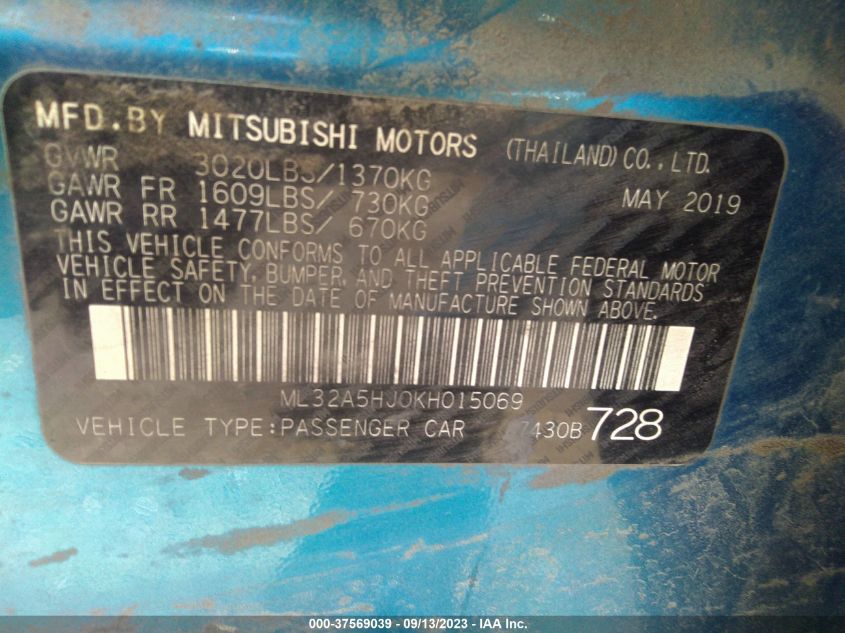 MFD.BY MITSUBISHI MOTORS (THAILAND) CO., LTD.
GVWR 3020LBS/1370KG
GAWR FR 1609LBS/ 730KG MAY 2019
GAWR RR 1477LBS/ 670KG
THIS VEHICLE CONFORMS TO ALL APPLICABLE FEDERAL MOTOR
VEHICLE SAFETY, BUMPER, AND THEFT PREVENTION STANDARDS
IN EFFECT ON THE DATE OF MANUFACTURE SHOWN ABOVE.
ML32A5HJ0KH015069
VEHICLE TYPE:PASSENGER CAR 7430B 728
000-37569039 - 09/13/2023 - IAA Inc.